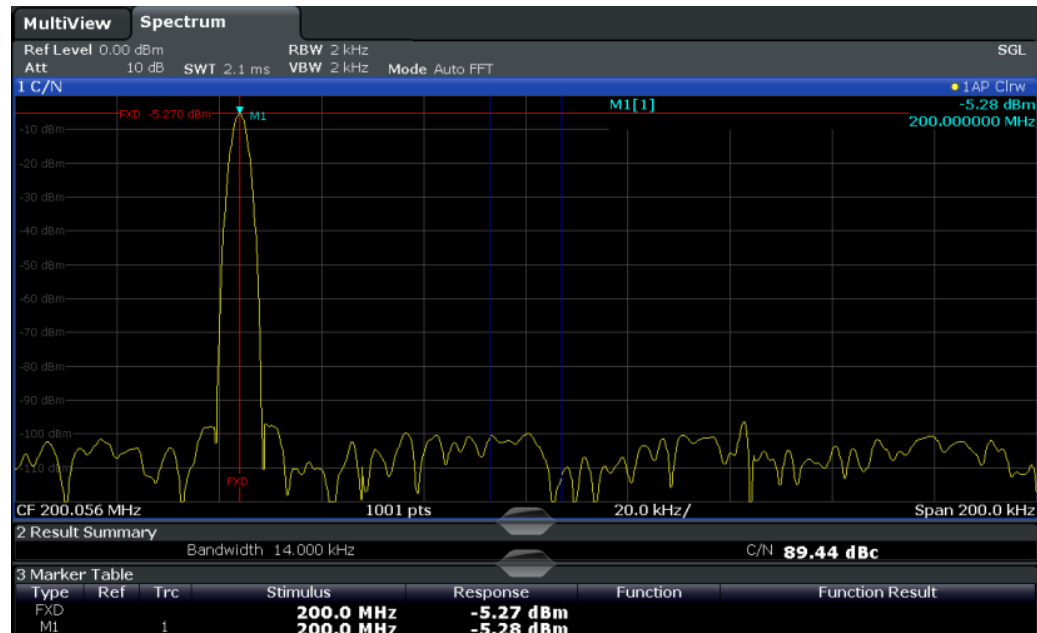 MultiView Spectrum
Ref Level 0.00 dBm RBW 2 kHz SGL
Att 10 dB SWT 2.1 ms VBW 2 kHz Mode Auto FFT
1 C/N 1AP Clrw
FXD -5.270 dBm M1 M1[1] -5.28 dBm
200.000000 MHz
-10 dBm
-20 dBm
-30 dBm
-40 dBm
-50 dBm
-60 dBm
-70 dBm
-80 dBm
-90 dBm
-100 dBm
-110 dBm
FXD
CF 200.056 MHz 1001 pts 20.0 kHz/ Span 200.0 kHz
2 Result Summary
Bandwidth 14.000 kHz C/N 89.44 dBc
3 Marker Table
Type Ref Trc Stimulus Response Function Function Result
FXD 200.0 MHz -5.27 dBm
M1 1 200.0 MHz -5.28 dBm